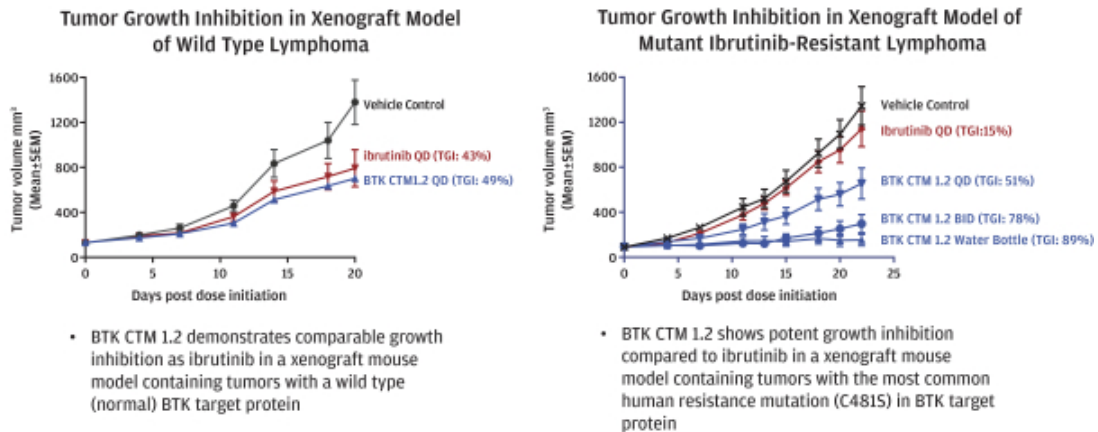 Tumor Growth Inhibition in Xenograft Model
of Wild Type Lymphoma
1600
1200
800
400
0
Tumor volume mm³
(Mean±SEM)
Vehicle Control
ibrutinib QD (TGI: 43%)
BTK CTM1.2 QD (TGI: 49%)
0
5
10
15
20
Days post dose initiation
• BTK CTM 1.2 demonstrates comparable growth
inhibition as ibrutinib in a xenograft mouse
model containing tumors with a wild type
(normal) BTK target protein
Tumor Growth Inhibition in Xenograft Model of
Mutant Ibrutinib-Resistant Lymphoma
1600
1200
800
400
0
Tumor volume mm³
(Mean±SEM)
Vehicle Control
Ibrutinib QD (TGI:15%)
BTK CTM 1.2 QD (TGI: 51%)
BTK CTM 1.2 BID (TGI: 78%)
BTK CTM 1.2 Water Bottle (TGI: 89%)
0
5
10
15
20
25
Days post dose initiation
• BTK CTM 1.2 shows potent growth inhibition
compared to ibrutinib in a xenograft mouse
model containing tumors with the most common
human resistance mutation (C481S) in BTK target
protein